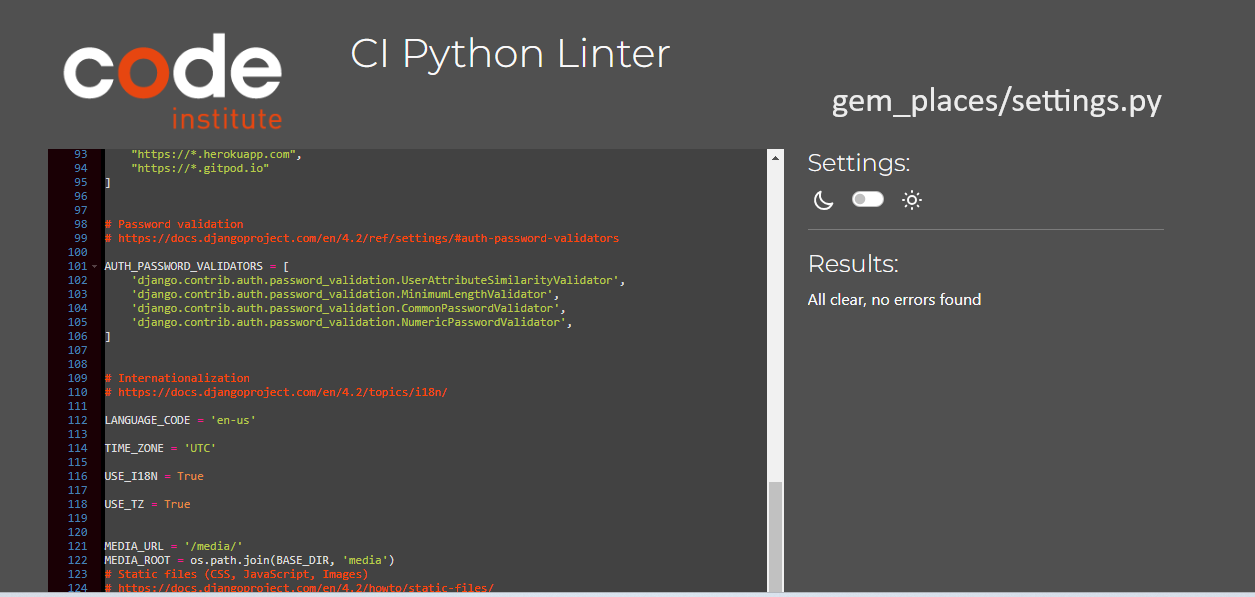 code
institute
CI Python Linter
gem_places/settings.py
93 "https://*.herokuapp.com",
94 "https://*.gitpod.io"
95 ]
96
97
98 # Password validation
99 # https://docs.djangoproject.com/en/4.2/ref/settings/#auth-password-validators
100
101 AUTH_PASSWORD_VALIDATORS = [
102 'django.contrib.auth.password_validation.UserAttributeSimilarityValidator',
103 'django.contrib.auth.password_validation.MinimumLengthValidator',
104 'django.contrib.auth.password_validation.CommonPasswordValidator',
105 'django.contrib.auth.password_validation.NumericPasswordValidator',
106 ]
107
108
109 # Internationalization
110 # https://docs.djangoproject.com/en/4.2/topics/i18n/
111
112 LANGUAGE_CODE = 'en-us'
113
114 TIME_ZONE = 'UTC'
115
116 USE_I18N = True
117
118 USE_TZ = True
119
120
121 MEDIA_URL = '/media/'
122 MEDIA_ROOT = os.path.join(BASE_DIR, 'media')
123 # Static files (CSS, JavaScript, Images)
124 # https://docs.djangoproject.com/en/4.2/howto/static-files/
Settings:
Results:
All clear, no errors found